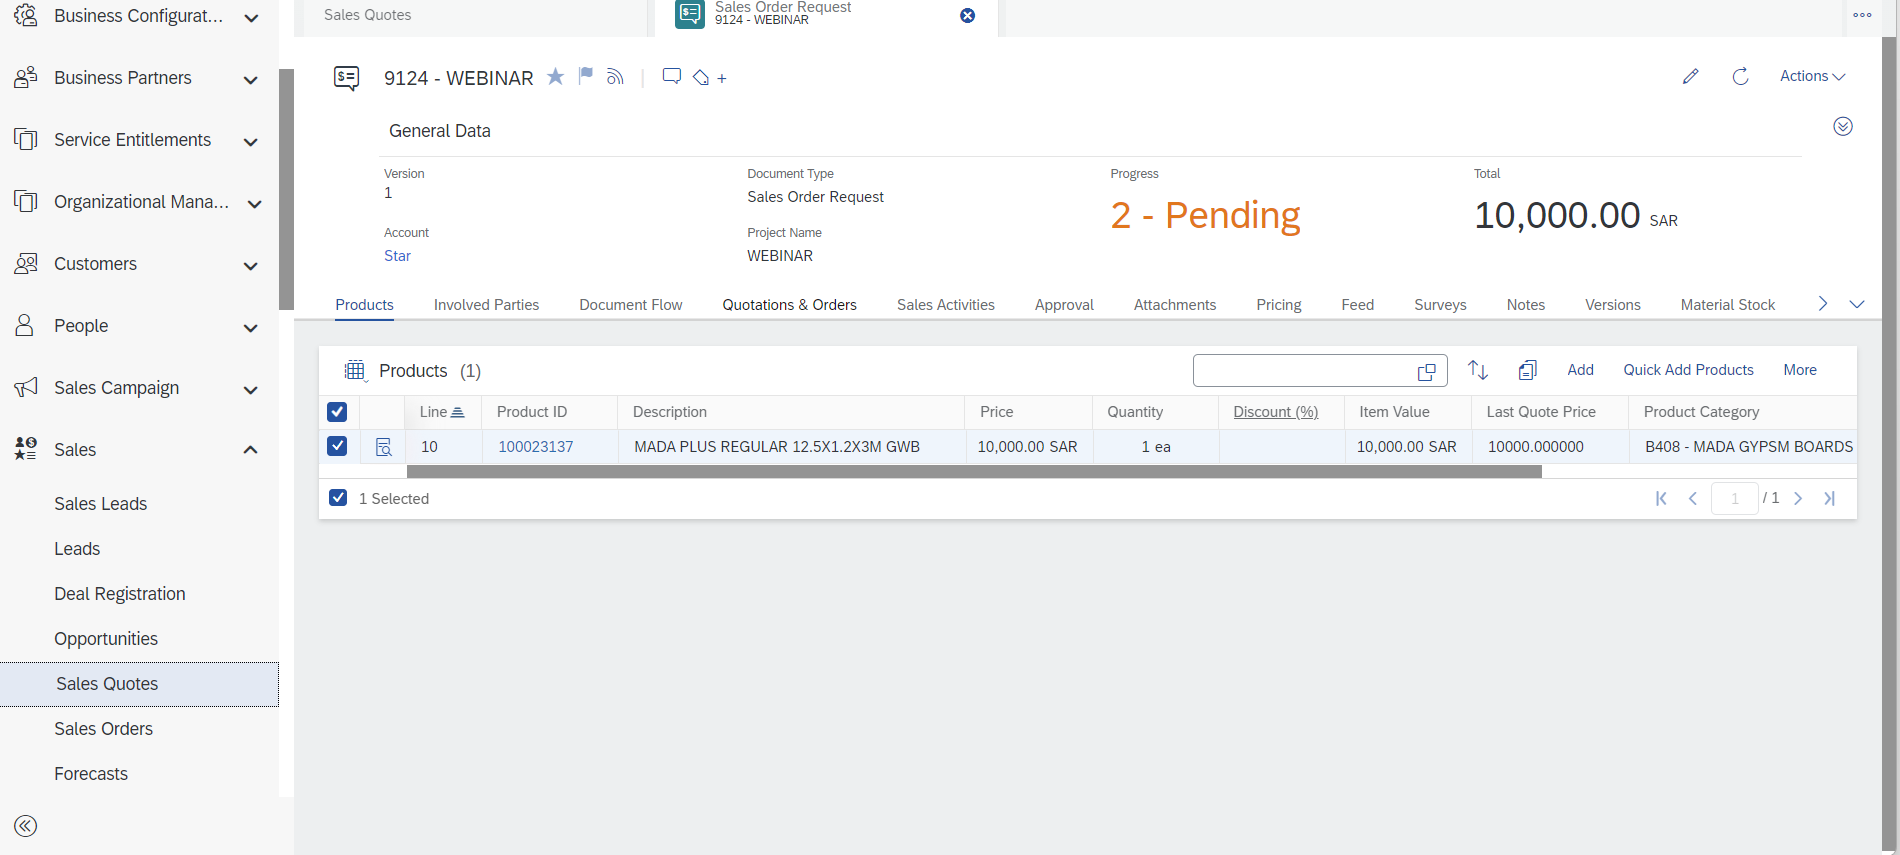 Business Configurat...
Business Partners
Service Entitlements
Organizational Mana...
Customers
People
Sales Campaign
Sales
Sales Leads
Leads
Deal Registration
Opportunities
Sales Quotes
Sales Orders
Forecasts
Sales Quotes
Sales Order Request
9124 - WEBINAR
9124 - WEBINAR
Actions
General Data
Version
1
Document Type
Sales Order Request
Progress
2 - Pending
Total
10,000.00 SAR
Account
Star
Project Name
WEBINAR
Products Involved Parties Document Flow Quotations & Orders Sales Activities Approval Attachments Pricing Feed Surveys Notes Versions Material Stock
Products (1) Add Quick Add Products More
Line Product ID Description Price Quantity Discount (%) Item Value Last Quote Price Product Category
10 100023137 MADA PLUS REGULAR 12.5X1.2X3M GWB 10,000.00 SAR 1 ea 10,000.00 SAR 10000.000000 B408 - MADA GYPSM BOARDS
1 Selected 1 / 1